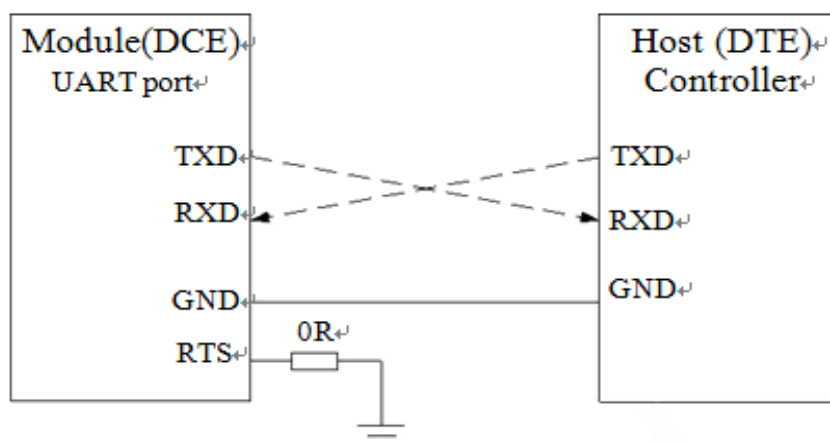 Module(DCE)↵
UART port↵
TXD↵
RXD↵
GND↵
RTS↵
0R↵
Host (DTE)↵
Controller↵
TXD↵
RXD↵
GND↵